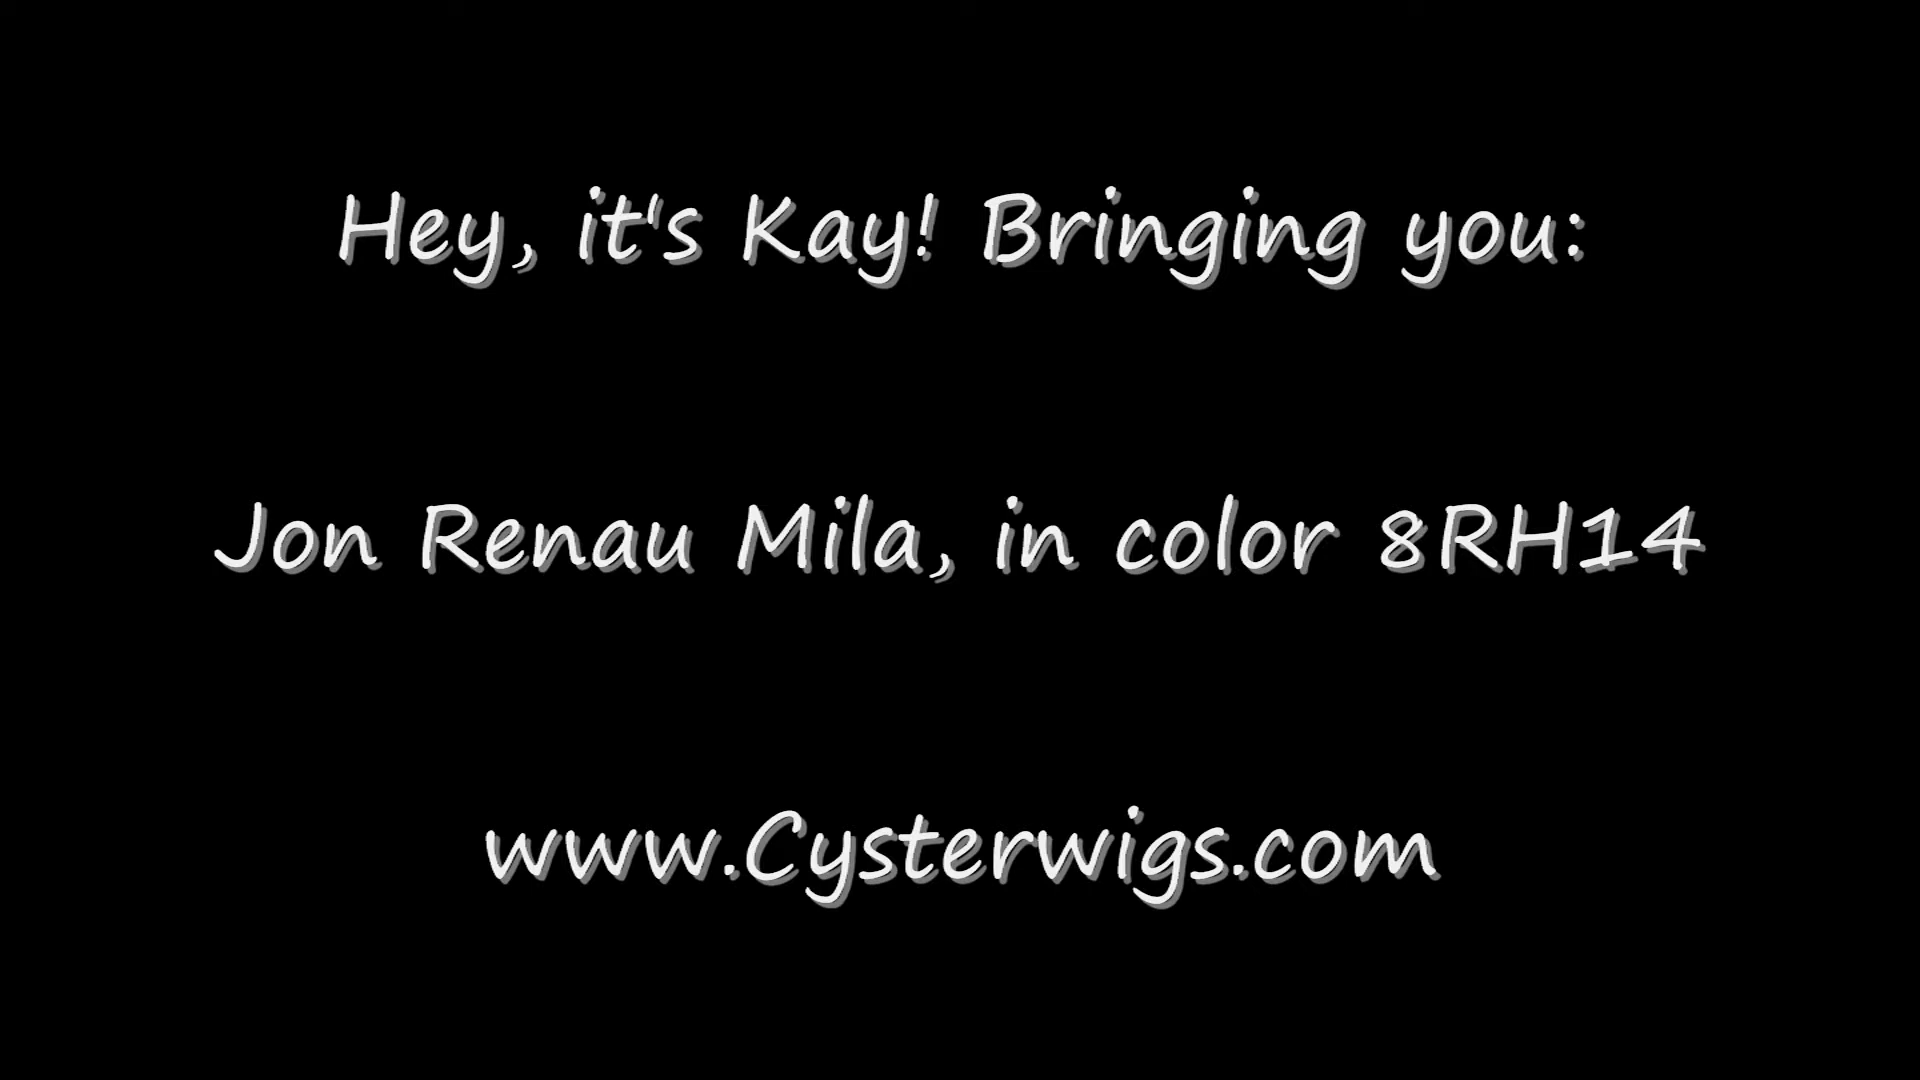 Hey, it's Kay! Bringing you:
Jon Renau Mila, in color 8RH14
www.Cysterwigs.com